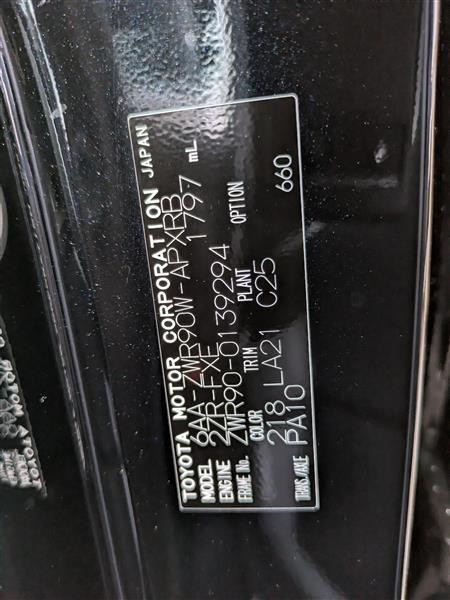 TOYOTA MOTOR CORPORATION JAPAN
MODEL 6AA-ZWR90W-APXRB
ENGINE 2ZR-FXE 1797 mL
FRAME No. ZWR90-0139294
COLOR TRIM PLANT OPTION
218 LA21 C25
TRANS/AXLE PA10 660